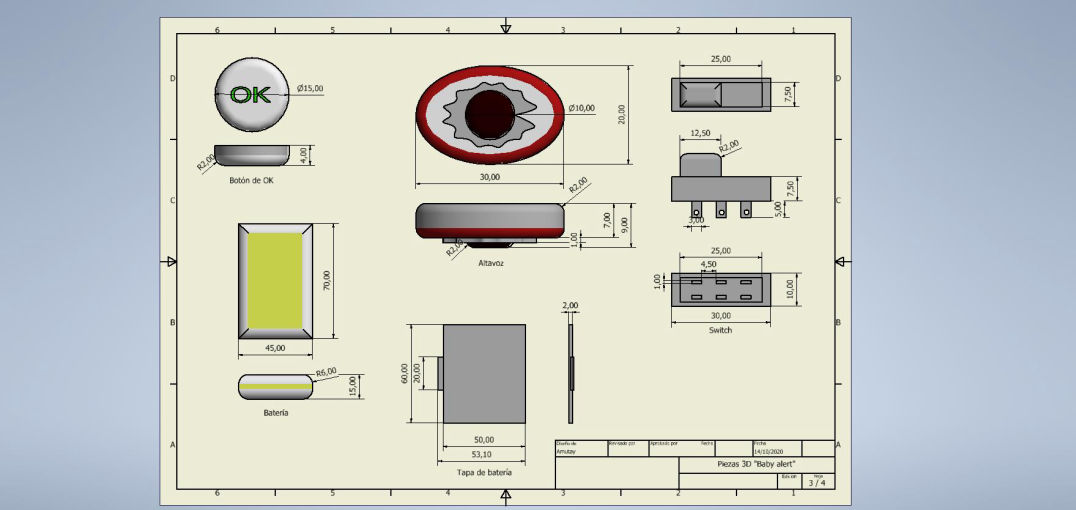 6 5 4 3 2 1
D
D
C
C
B
B
A
A
OK
Ø15,00
R2,00
4,00
Botón de OK
70,00
45,00
R6,00
15,00
Batería
Ø10,00
20,00
30,00
R2,00
7,00
9,00
1,00
R2,00
Altavoz
2,00
60,00
20,00
50,00
53,10
Tapa de batería
25,00
7,50
12,50
R2,00
7,50
5,00
3,00
25,00
4,50
1,00
10,00
30,00
Switch
Diseño de
Revisado por
Aprobado por
Fecha
Fecha
Amutay
14/10/2020
Piezas 3D "Baby alert"
Edición
Hoja
3 / 4
6 5 4 3 2 1